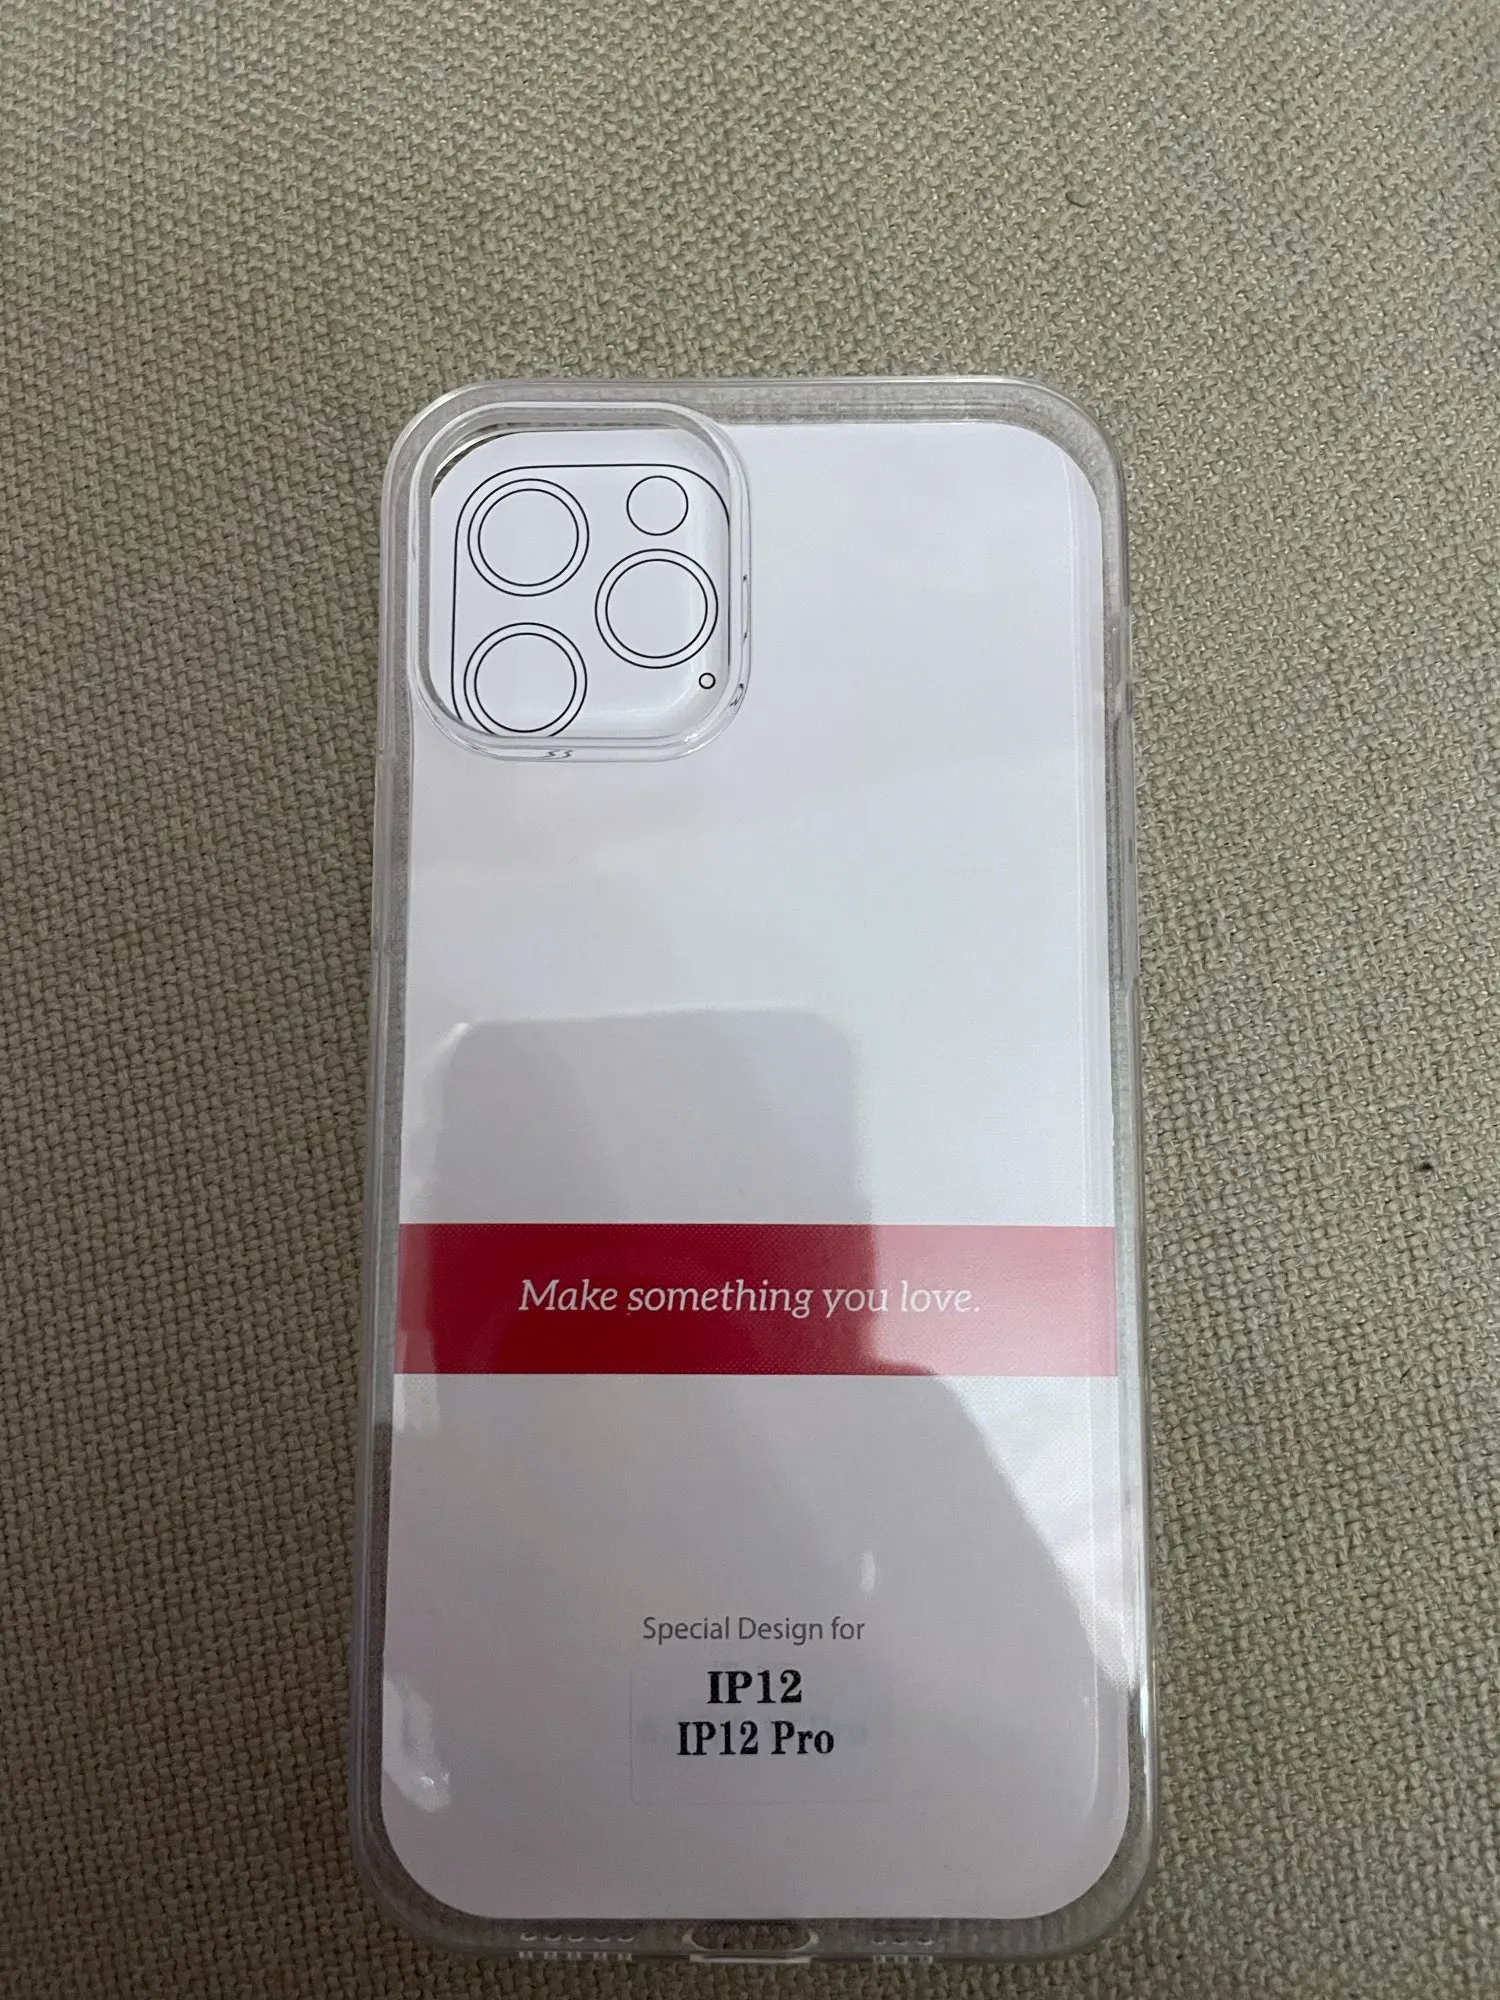 Make something you love.
Special Design for
IP12
IP12 Pro